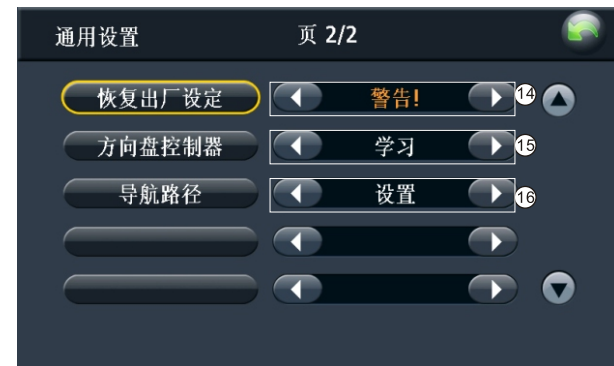 通用设置 页 2/2
恢复出厂设定 警告! 14
方向盘控制器 学习 15
导航路径 设置 16